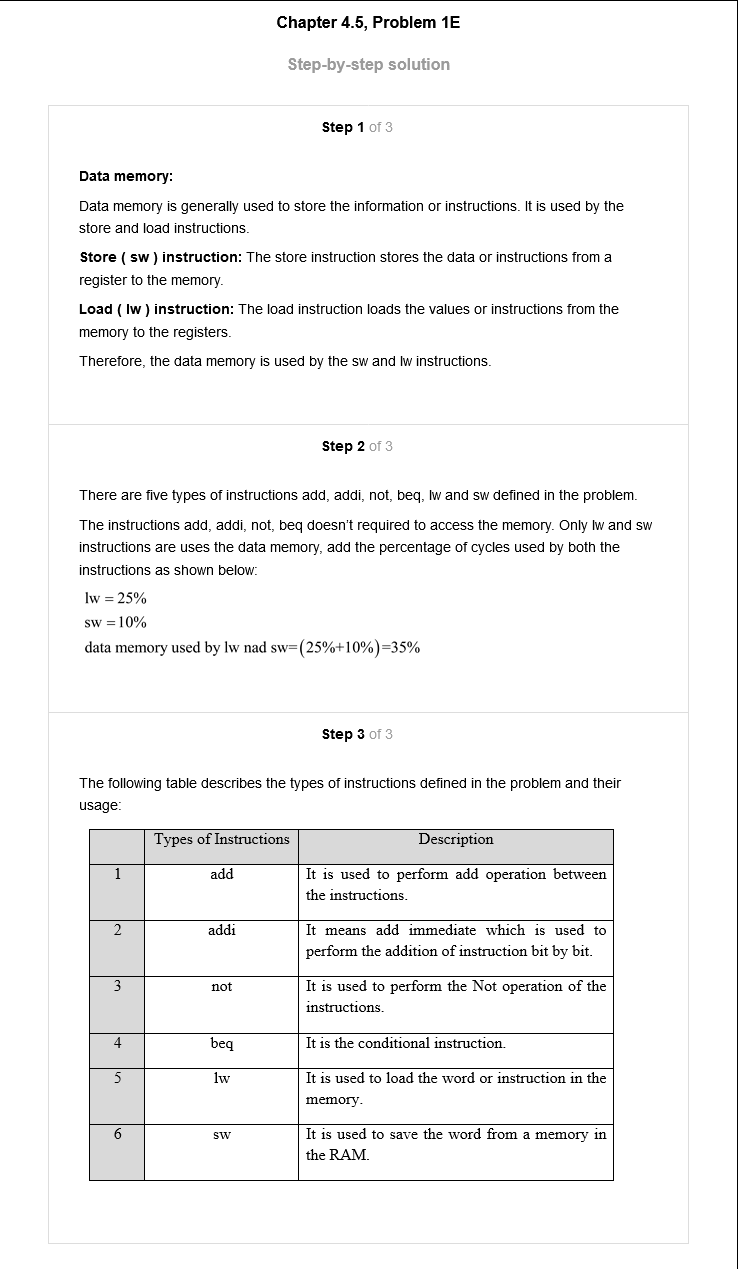 Chapter 4.5, Problem 1E
Step-by-step solution
Step 1 of 3
Data memory:
Data memory is generally used to store the information or instructions. It is used by the
store and load instructions.
Store ( sw ) instruction: The store instruction stores the data or instructions from a
register to the memory.
Load ( lw ) instruction: The load instruction loads the values or instructions from the
memory to the registers.
Therefore, the data memory is used by the sw and lw instructions.
Step 2 of 3
There are five types of instructions add, addi, not, beq, lw and sw defined in the problem.
The instructions add, addi, not, beq doesn't required to access the memory. Only lw and sw
instructions are uses the data memory, add the percentage of cycles used by both the
instructions as shown below:
lw = 25%
sw = 10%
data memory used by lw nad sw=(25%+10%)=35%
Step 3 of 3
The following table describes the types of instructions defined in the problem and their
usage:
Types of Instructions Description
1 add It is used to perform add operation between
the instructions.
2 addi It means add immediate which is used to
perform the addition of instruction bit by bit.
3 not It is used to perform the Not operation of the
instructions.
4 beq It is the conditional instruction.
5 lw It is used to load the word or instruction in the
memory.
6 sw It is used to save the word from a memory in
the RAM.